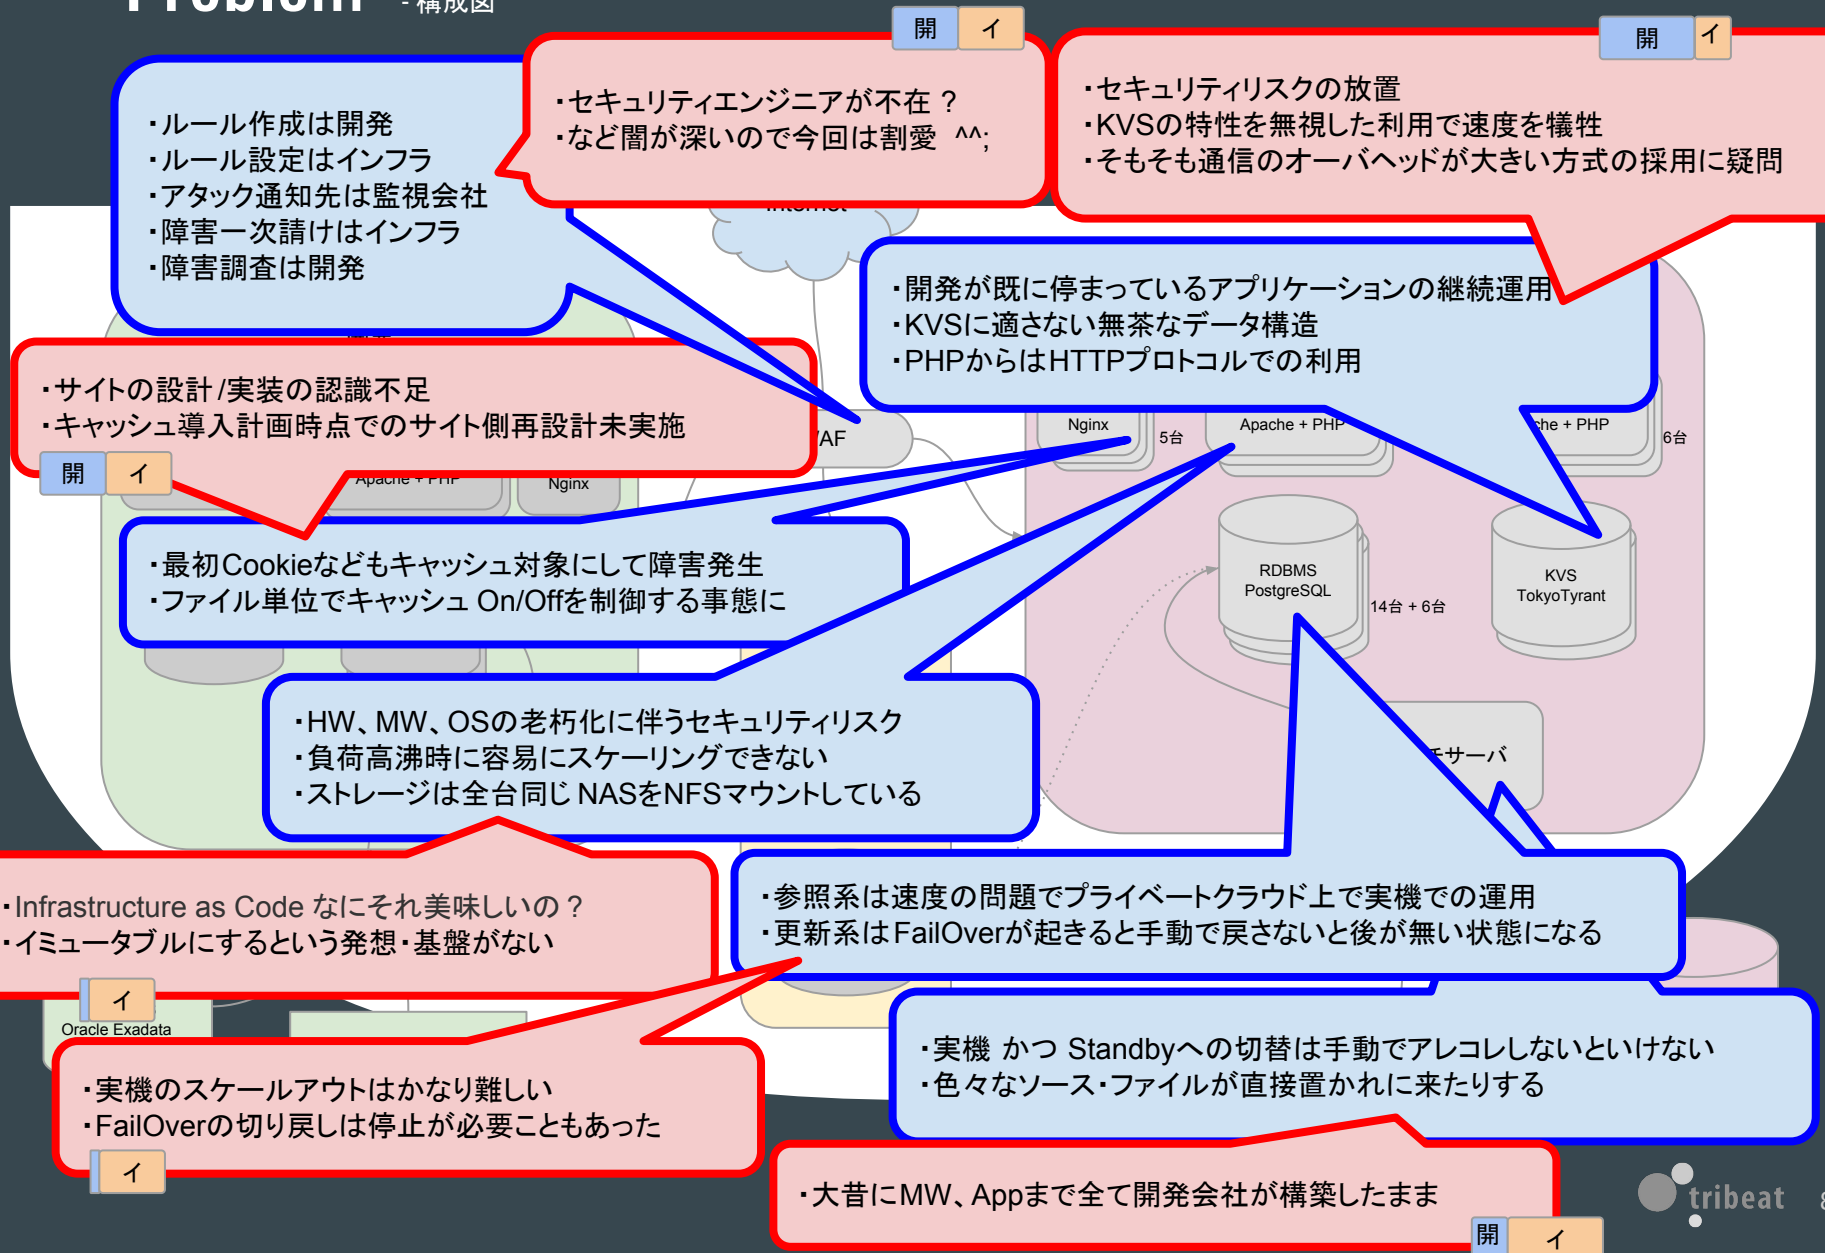 Problem - 構成図
開 イ
・セキュリティエンジニアが不在？
・など闇が深いので今回は割愛 ^^;
開 イ
・セキュリティリスクの放置
・KVSの特性を無視した利用で速度を犠牲
・そもそも通信のオーバヘッドが大きい方式の採用に疑問
・ルール作成は開発
・ルール設定はインフラ
・アタック通知先は監視会社
・障害一次請けはインフラ
・障害調査は開発
Internet
・開発が既に停まっているアプリケーションの継続運用
・KVSに適さない無茶なデータ構造
・PHPからはHTTPプロトコルでの利用
・サイトの設計/実装の認識不足
・キャッシュ導入計画時点でのサイト側再設計未実施
開 イ
WAF
Nginx
5台
Apache + PHP
Apache + PHP
6台
Apache + PHP
Nginx
・最初Cookieなどもキャッシュ対象にして障害発生
・ファイル単位でキャッシュ On/Offを制御する事態に
RDBMS
PostgreSQL
14台 + 6台
KVS
TokyoTyrant
・HW、MW、OSの老朽化に伴うセキュリティリスク
・負荷高沸時に容易にスケーリングできない
・ストレージは全台同じNASをNFSマウントしている
チサーバ
・Infrastructure as Code なにそれ美味しいの？
・イミュータブルにするという発想・基盤がない
イ
・参照系は速度の問題でプライベートクラウド上で実機での運用
・更新系はFailOverが起きると手動で戻さないと後が無い状態になる
Oracle Exadata
・実機 かつ Standbyへの切替は手動でアレコレしないといけない
・色々なソース・ファイルが直接置かれに来たりする
・実機のスケールアウトはかなり難しい
・FailOverの切り戻しは停止が必要こともあった
イ
・大昔にMW、Appまで全て開発会社が構築したまま
開 イ
tribeat 8